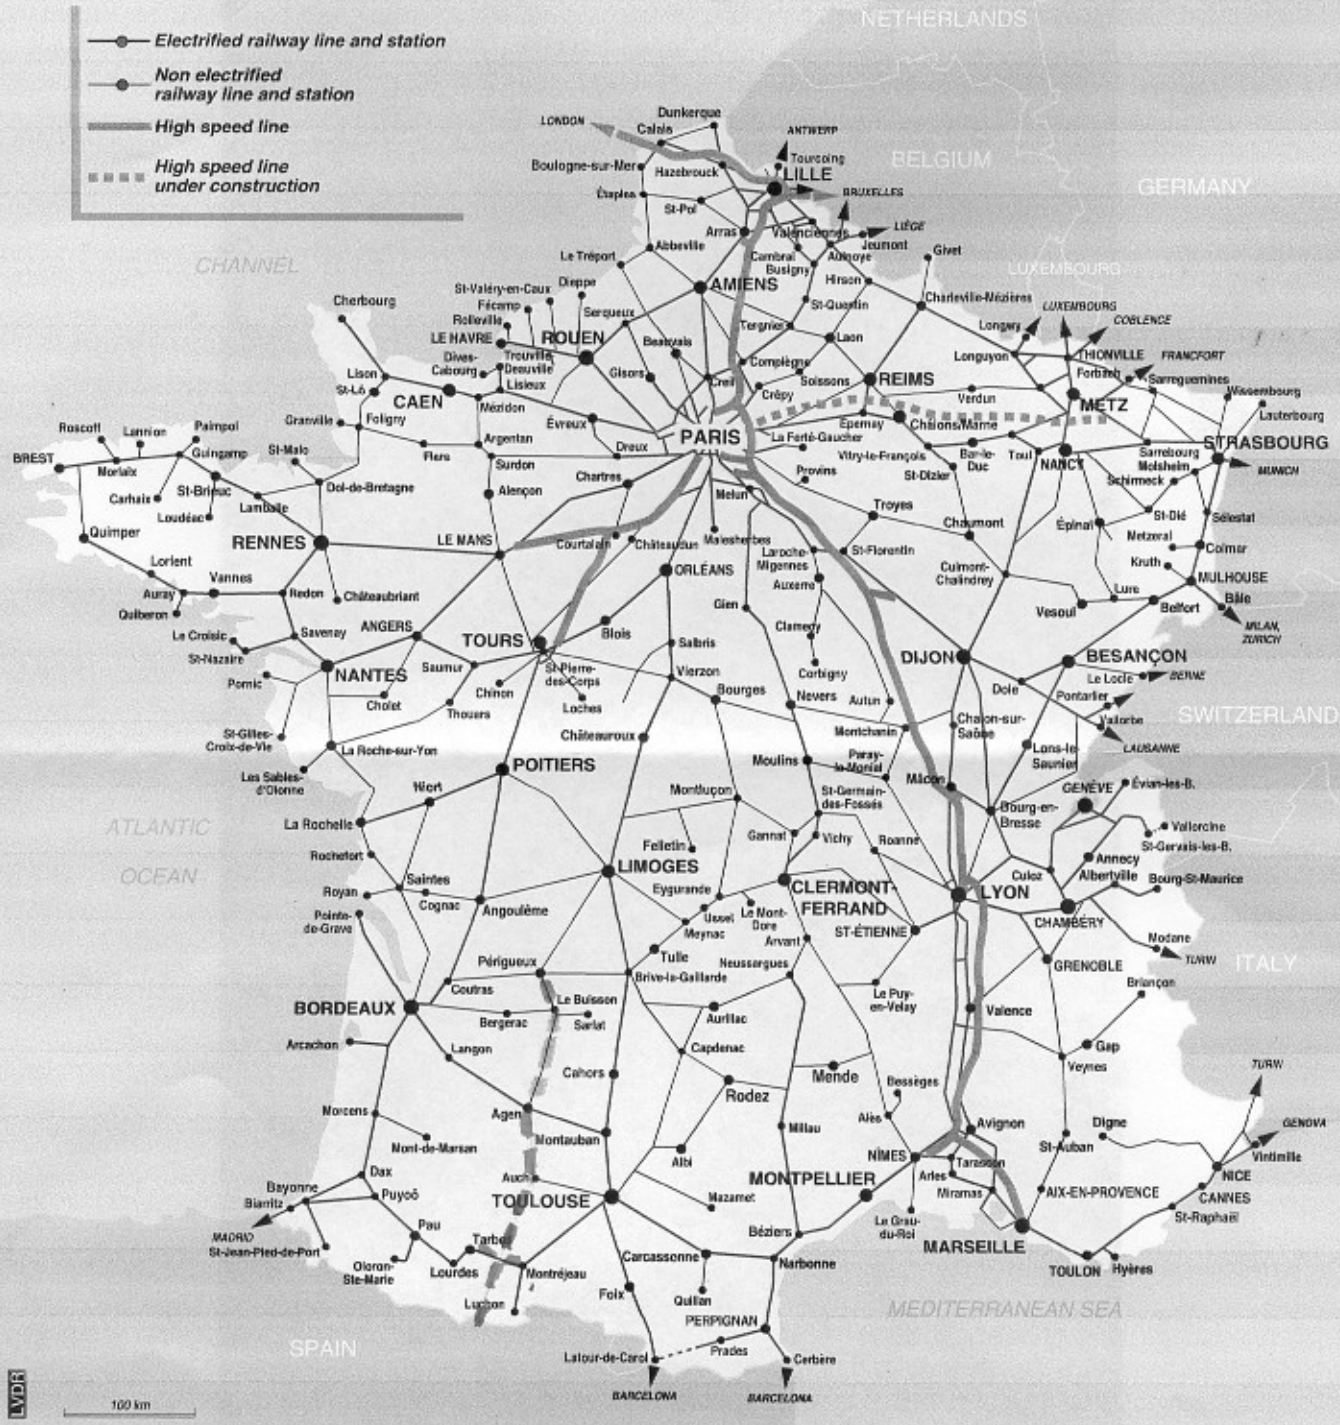 NETHERLANDS
Electrified railway line and station
Non electrified
railway line and station
High speed line
High speed line
under construction
LONDON
Dunkerque
Calais
ANTWERP
Tourcoing
BELGIUM
GERMANY
Boulogne-sur-Mer
Hazebrouck
LILLE
BRUXELLES
Étaples
St-Pol
Arras
Valenciennes
LIÈGE
Jeumont
Abbeville
Cambrai
Aulnoye
Givet
CHANNEL
Le Tréport
Busigny
Hirson
LUXEMBOURG
Dieppe
AMIENS
St-Valéry-en-Caux
Cherbourg
Fécamp
Serqueux
St-Quentin
Charleville-Mézières
LUXEMBOURG
Rolleville
Tergnier
Longwy
COBLENCE
LE HAVRE
ROUEN
Beauvais
Laon
Dives-
Cabourg
Trouville
Deauville
Compiègne
Longuyon
THIONVILLE
FRANCFORT
Lison
Gisors
Creil
Soissons
REIMS
Forbach
Sarreguemines
St-Lô
Lisieux
Crêpy
Verdun
Wissembourg
CAEN
Mézidon
METZ
Lauterbourg
Granville
Foligny
Évreux
Epernay
Châlons/Marne
Roscoff
Lannion
Paimpol
PARIS
La Ferté-Gaucher
STRASBOURG
BREST
Morlaix
Guingamp
St-Malo
Flers
Argentan
Dreux
Vitry-le-François
Bar-le-
Duc
Toul
NANCY
Sarrebourg
Molsheim
MUNICH
Surdon
Chartres
Provins
St-Dizier
Schirmeck
Carhaix
St-Brieuc
Dol-de-Bretagne
Alençon
Melun
Loudéac
Lamballe
Troyes
Chaumont
Épinal
St-Dié
Sélestat
Quimper
RENNES
LE MANS
Courtalain
Châteaudun
Malesherbes
Laroche-
Migennes
St-Florentin
Metzeral
Colmar
Lorient
ORLÉANS
Auxerre
Culmont-
Chalindrey
Kruth
MULHOUSE
Auray
Vannes
Redon
Châteaubriant
Gien
Vesoul
Lure
Belfort
Bâle
Quiberon
Le Croisic
Savenay
ANGERS
TOURS
Blois
Salbris
Clamecy
MILAN,
ZURICH
St-Nazaire
DIJON
BESANÇON
Pornic
NANTES
Saumur
St-Pierre-
des-Corps
Vierzon
Corbigny
Le Locle
BERNE
Chinon
Loches
Bourges
Nevers
Autun
Dole
Pontarlier
Cholet
Thouars
Vallorbe
SWITZERLAND
St-Gilles-
Croix-de-Vie
La Roche-sur-Yon
Châteauroux
Montchanin
Chalon-sur-
Saône
LAUSANNE
Les Sables-
d'Olonne
POITIERS
Moulins
Paray-
le-Monial
Lons-le-
Saunier
Niort
Montluçon
St-Germain-
des-Fossés
Mâcon
GENÈVE
Évian-les-B.
ATLANTIC
OCEAN
La Rochelle
Gannat
Vichy
Roanne
Bourg-en-
Bresse
Vallorcine
St-Gervais-les-B.
Rochefort
Felletin
Annecy
Royan
Saintes
LIMOGES
Eygurande
CLERMONT-
FERRAND
Culoz
Albertville
Bourg-St-Maurice
Cognac
Angoulême
Ussel
Le Mont-
Dore
LYON
CHAMBÉRY
Pointe-
de-Grave
Meynac
Arvant
ST-ÉTIENNE
Modane
TURIN
Périgueux
Tulle
Neussargues
GRENOBLE
ITALY
Coutras
Brive-la-Gaillarde
Le Puy-
en-Velay
Briançon
BORDEAUX
Le Buisson
Bergerac
Sarlat
Aurillac
Valence
Arcachon
Langon
Capdenac
Gap
Cahors
Mende
Veynes
TURIN
Rodez
Bessèges
Morcens
Agen
Alès
Avignon
Digne
GENOVA
Mont-de-Marsan
Montauban
Millau
St-Auban
Vintimille
Dax
Albi
NÎMES
Tarascon
NICE
Bayonne
Auch
MONTPELLIER
Arles
Biarritz
Puyoô
TOULOUSE
Mazamet
Miramas
AIX-EN-PROVENCE
CANNES
MADRID
Pau
Béziers
Le Grau-
du-Roi
St-Raphaël
St-Jean-Pied-de-Port
Tarbes
Carcassonne
MARSEILLE
Oloron-
Ste-Marie
Lourdes
Montréjeau
Narbonne
TOULON
Hyères
Luchon
Foix
Quillan
MEDITERRANEAN SEA
PERPIGNAN
SPAIN
Latour-de-Carol
Prades
Cerbère
BARCELONA
BARCELONA
LVDR
100 km